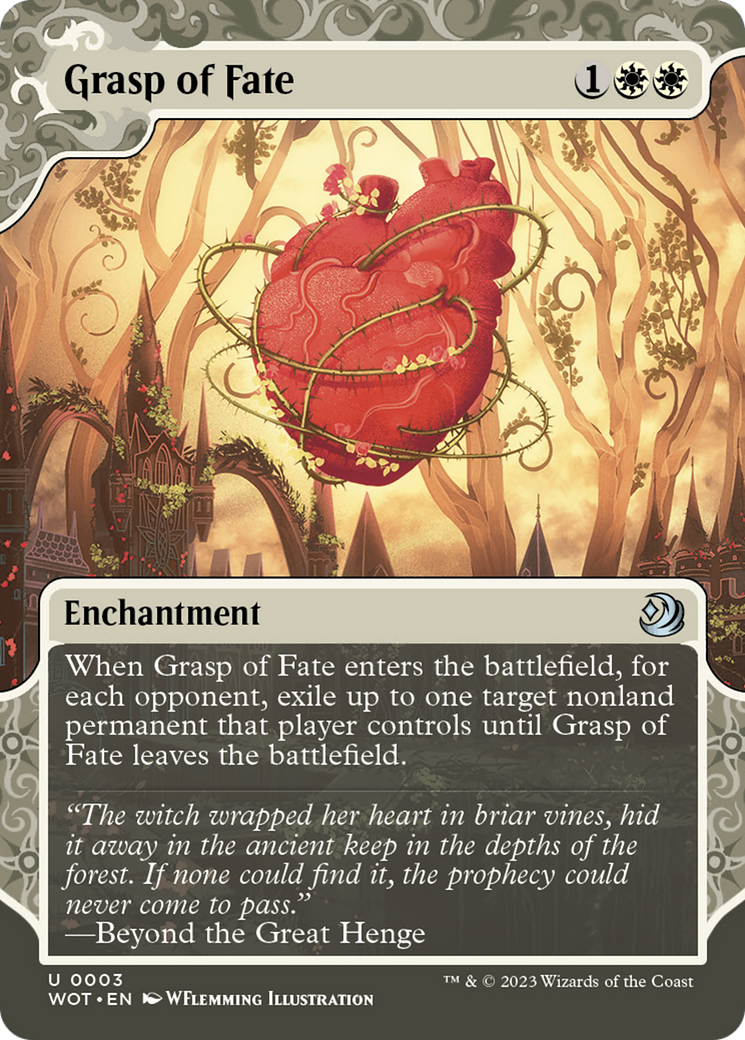 Grasp of Fate 1
Enchantment
When Grasp of Fate enters the battlefield, for
each opponent, exile up to one target nonland
permanent that player controls until Grasp of
Fate leaves the battlefield.
“The witch wrapped her heart in briar vines, hid
it away in the ancient keep in the depths of the
forest. If none could find it, the prophecy could
never come to pass.”
—Beyond the Great Henge
U 0003
WOT • EN WFlemming Illustration
™ & © 2023 Wizards of the Coast